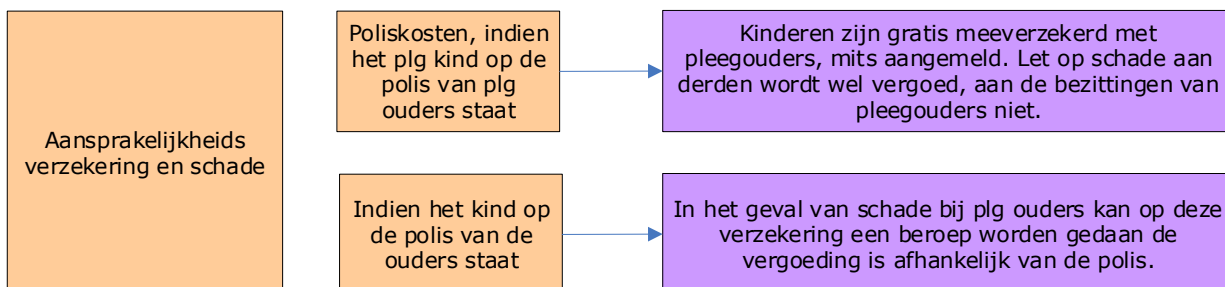 Aansprakelijkheids
verzekering en schade
Poliskosten, indien
het plg kind op de
polis van plg
ouders staat
Kinderen zijn gratis meeverzekerd met
pleegouders, mits aangemeld. Let op schade aan
derden wordt wel vergoed, aan de bezittingen van
pleegouders niet.
Indien het kind op
de polis van de
ouders staat
In het geval van schade bij plg ouders kan op deze
verzekering een beroep worden gedaan de
vergoeding is afhankelijk van de polis.